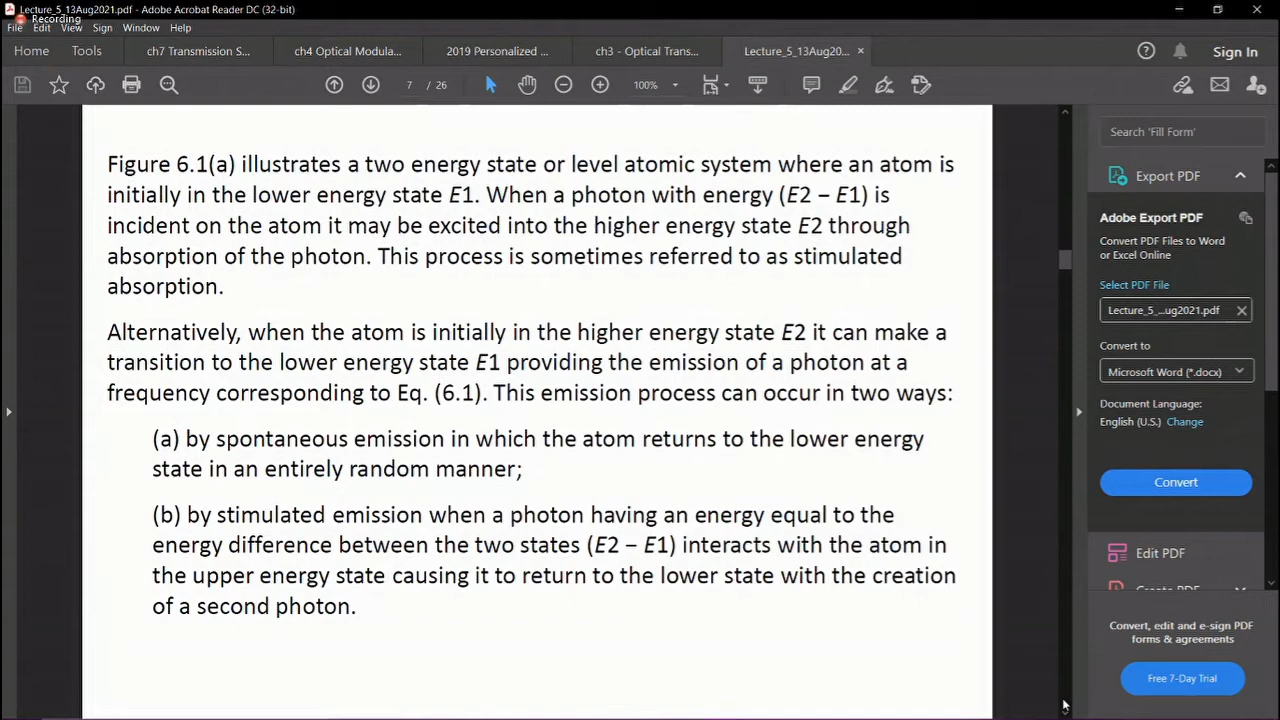 Lecture_5_13Aug2021.pdf - Adobe Acrobat Reader DC (32-bit)
Recording
File Edit View Sign Window Help
Home Tools ch7 Transmission S... ch4 Optical Modula... 2019 Personalized ... ch3 - Optical Trans... Lecture_5_13Aug20... × Sign In
7 / 26 100%
Figure 6.1(a) illustrates a two energy state or level atomic system where an atom is
initially in the lower energy state E1. When a photon with energy (E2 − E1) is
incident on the atom it may be excited into the higher energy state E2 through
absorption of the photon. This process is sometimes referred to as stimulated
absorption.
Alternatively, when the atom is initially in the higher energy state E2 it can make a
transition to the lower energy state E1 providing the emission of a photon at a
frequency corresponding to Eq. (6.1). This emission process can occur in two ways:
(a) by spontaneous emission in which the atom returns to the lower energy
state in an entirely random manner;
(b) by stimulated emission when a photon having an energy equal to the
energy difference between the two states (E2 − E1) interacts with the atom in
the upper energy state causing it to return to the lower state with the creation
of a second photon.
Search 'Fill Form'
Export PDF
Adobe Export PDF
Convert PDF Files to Word
or Excel Online
Select PDF File
Lecture_5_...ug2021.pdf
Convert to
Microsoft Word (*.docx)
Document Language:
English (U.S.) Change
Convert
Edit PDF
Create PDF
Convert, edit and e-sign PDF
forms & agreements
Free 7-Day Trial